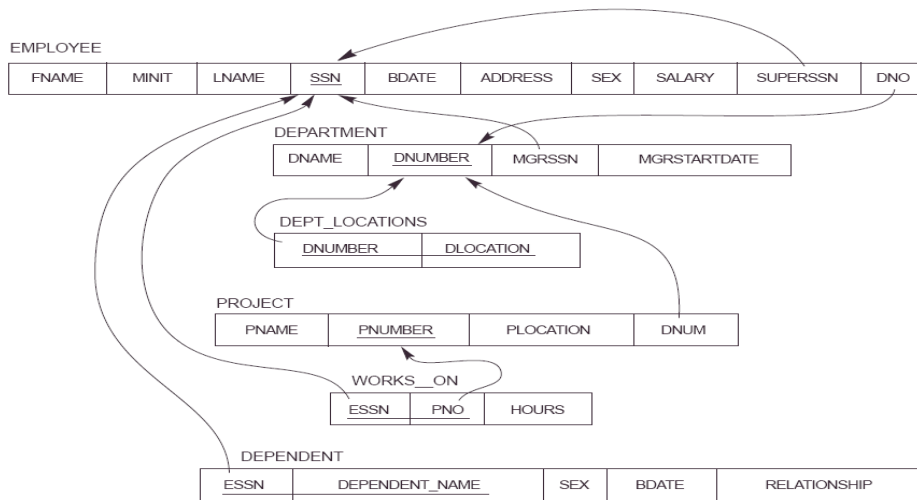 EMPLOYEE
FNAME MINIT LNAME SSN BDATE ADDRESS SEX SALARY SUPERSSN DNO
DEPARTMENT
DNAME DNUMBER MGRSSN MGRSTARTDATE
DEPT_LOCATIONS
DNUMBER DLOCATION
PROJECT
PNAME PNUMBER PLOCATION DNUM
WORKS__ON
ESSN PNO HOURS
DEPENDENT
ESSN DEPENDENT_NAME SEX BDATE RELATIONSHIP